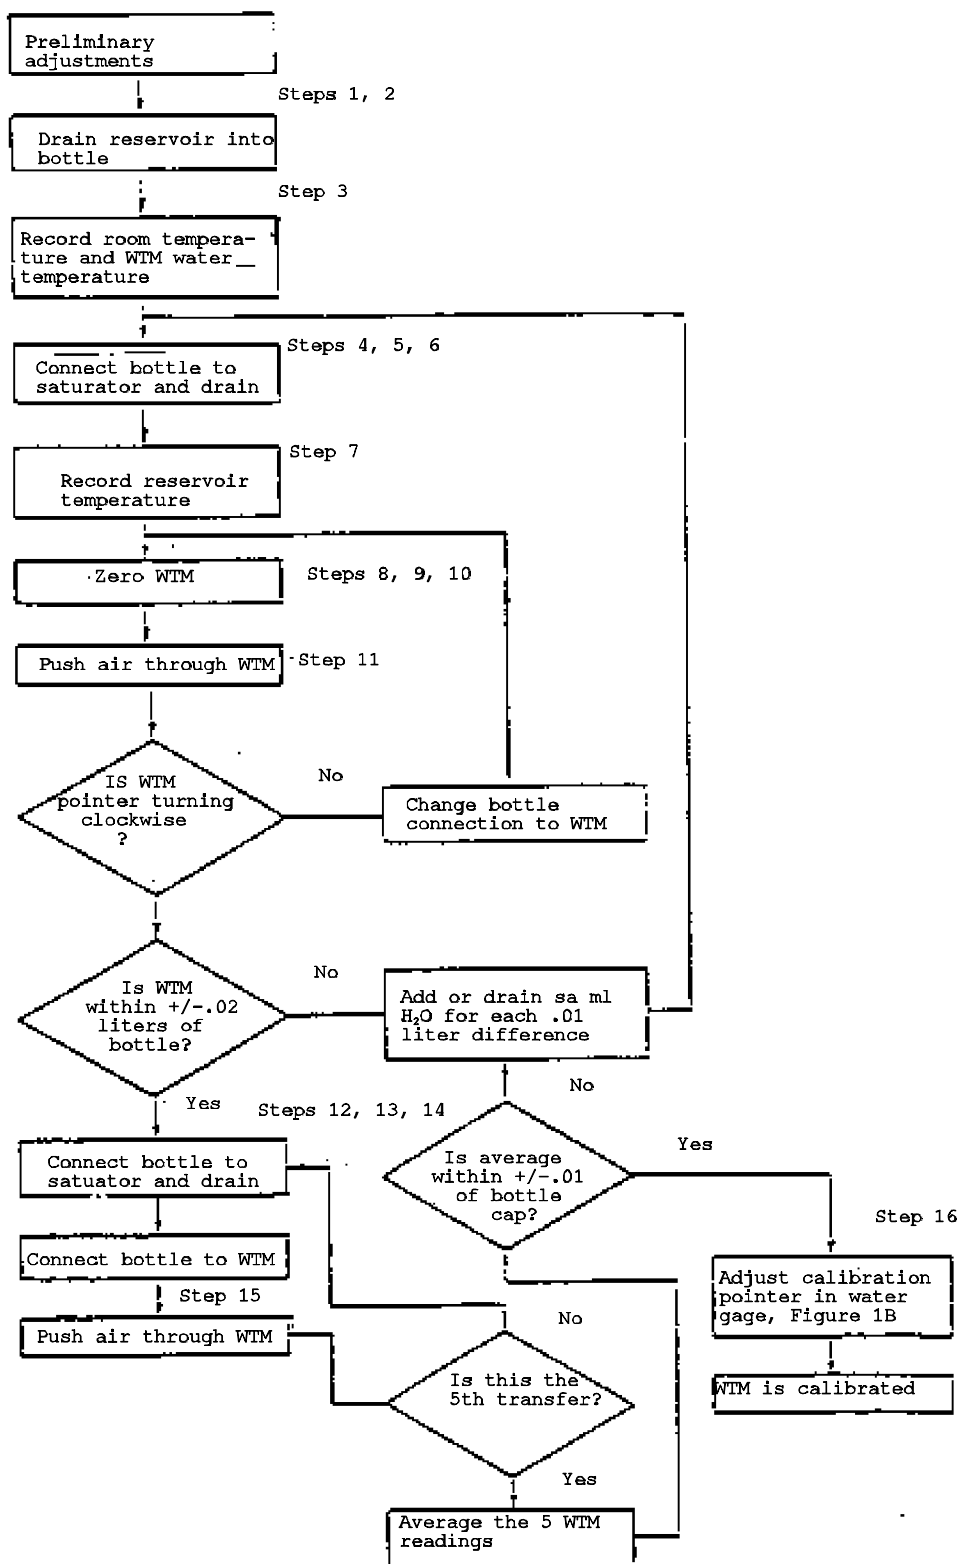 Preliminary
adjustments
Steps 1, 2
Drain reservoir into
bottle
Step 3
Record room tempera-
ture and WTM water
temperature
Steps 4, 5, 6
Connect bottle to
saturator and drain
Step 7
Record reservoir
temperature
Zero WTM
Steps 8, 9, 10
Push air through WTM
Step 11
IS WTM
pointer turning
clockwise
?
No
Change bottle
connection to WTM
Is WTM
within +/-.02
liters of
bottle?
No
Add or drain sa ml
H₂O for each .01
liter difference
Yes
Steps 12, 13, 14
No
Connect bottle to
satuator and drain
Is average
within +/-.01
of bottle
cap?
Yes
Step 16
Connect bottle to WTM
Adjust calibration
pointer in water
gage, Figure 1B
Step 15
Push air through WTM
No
Is this the
5th transfer?
WTM is calibrated
Yes
Average the 5 WTM
readings